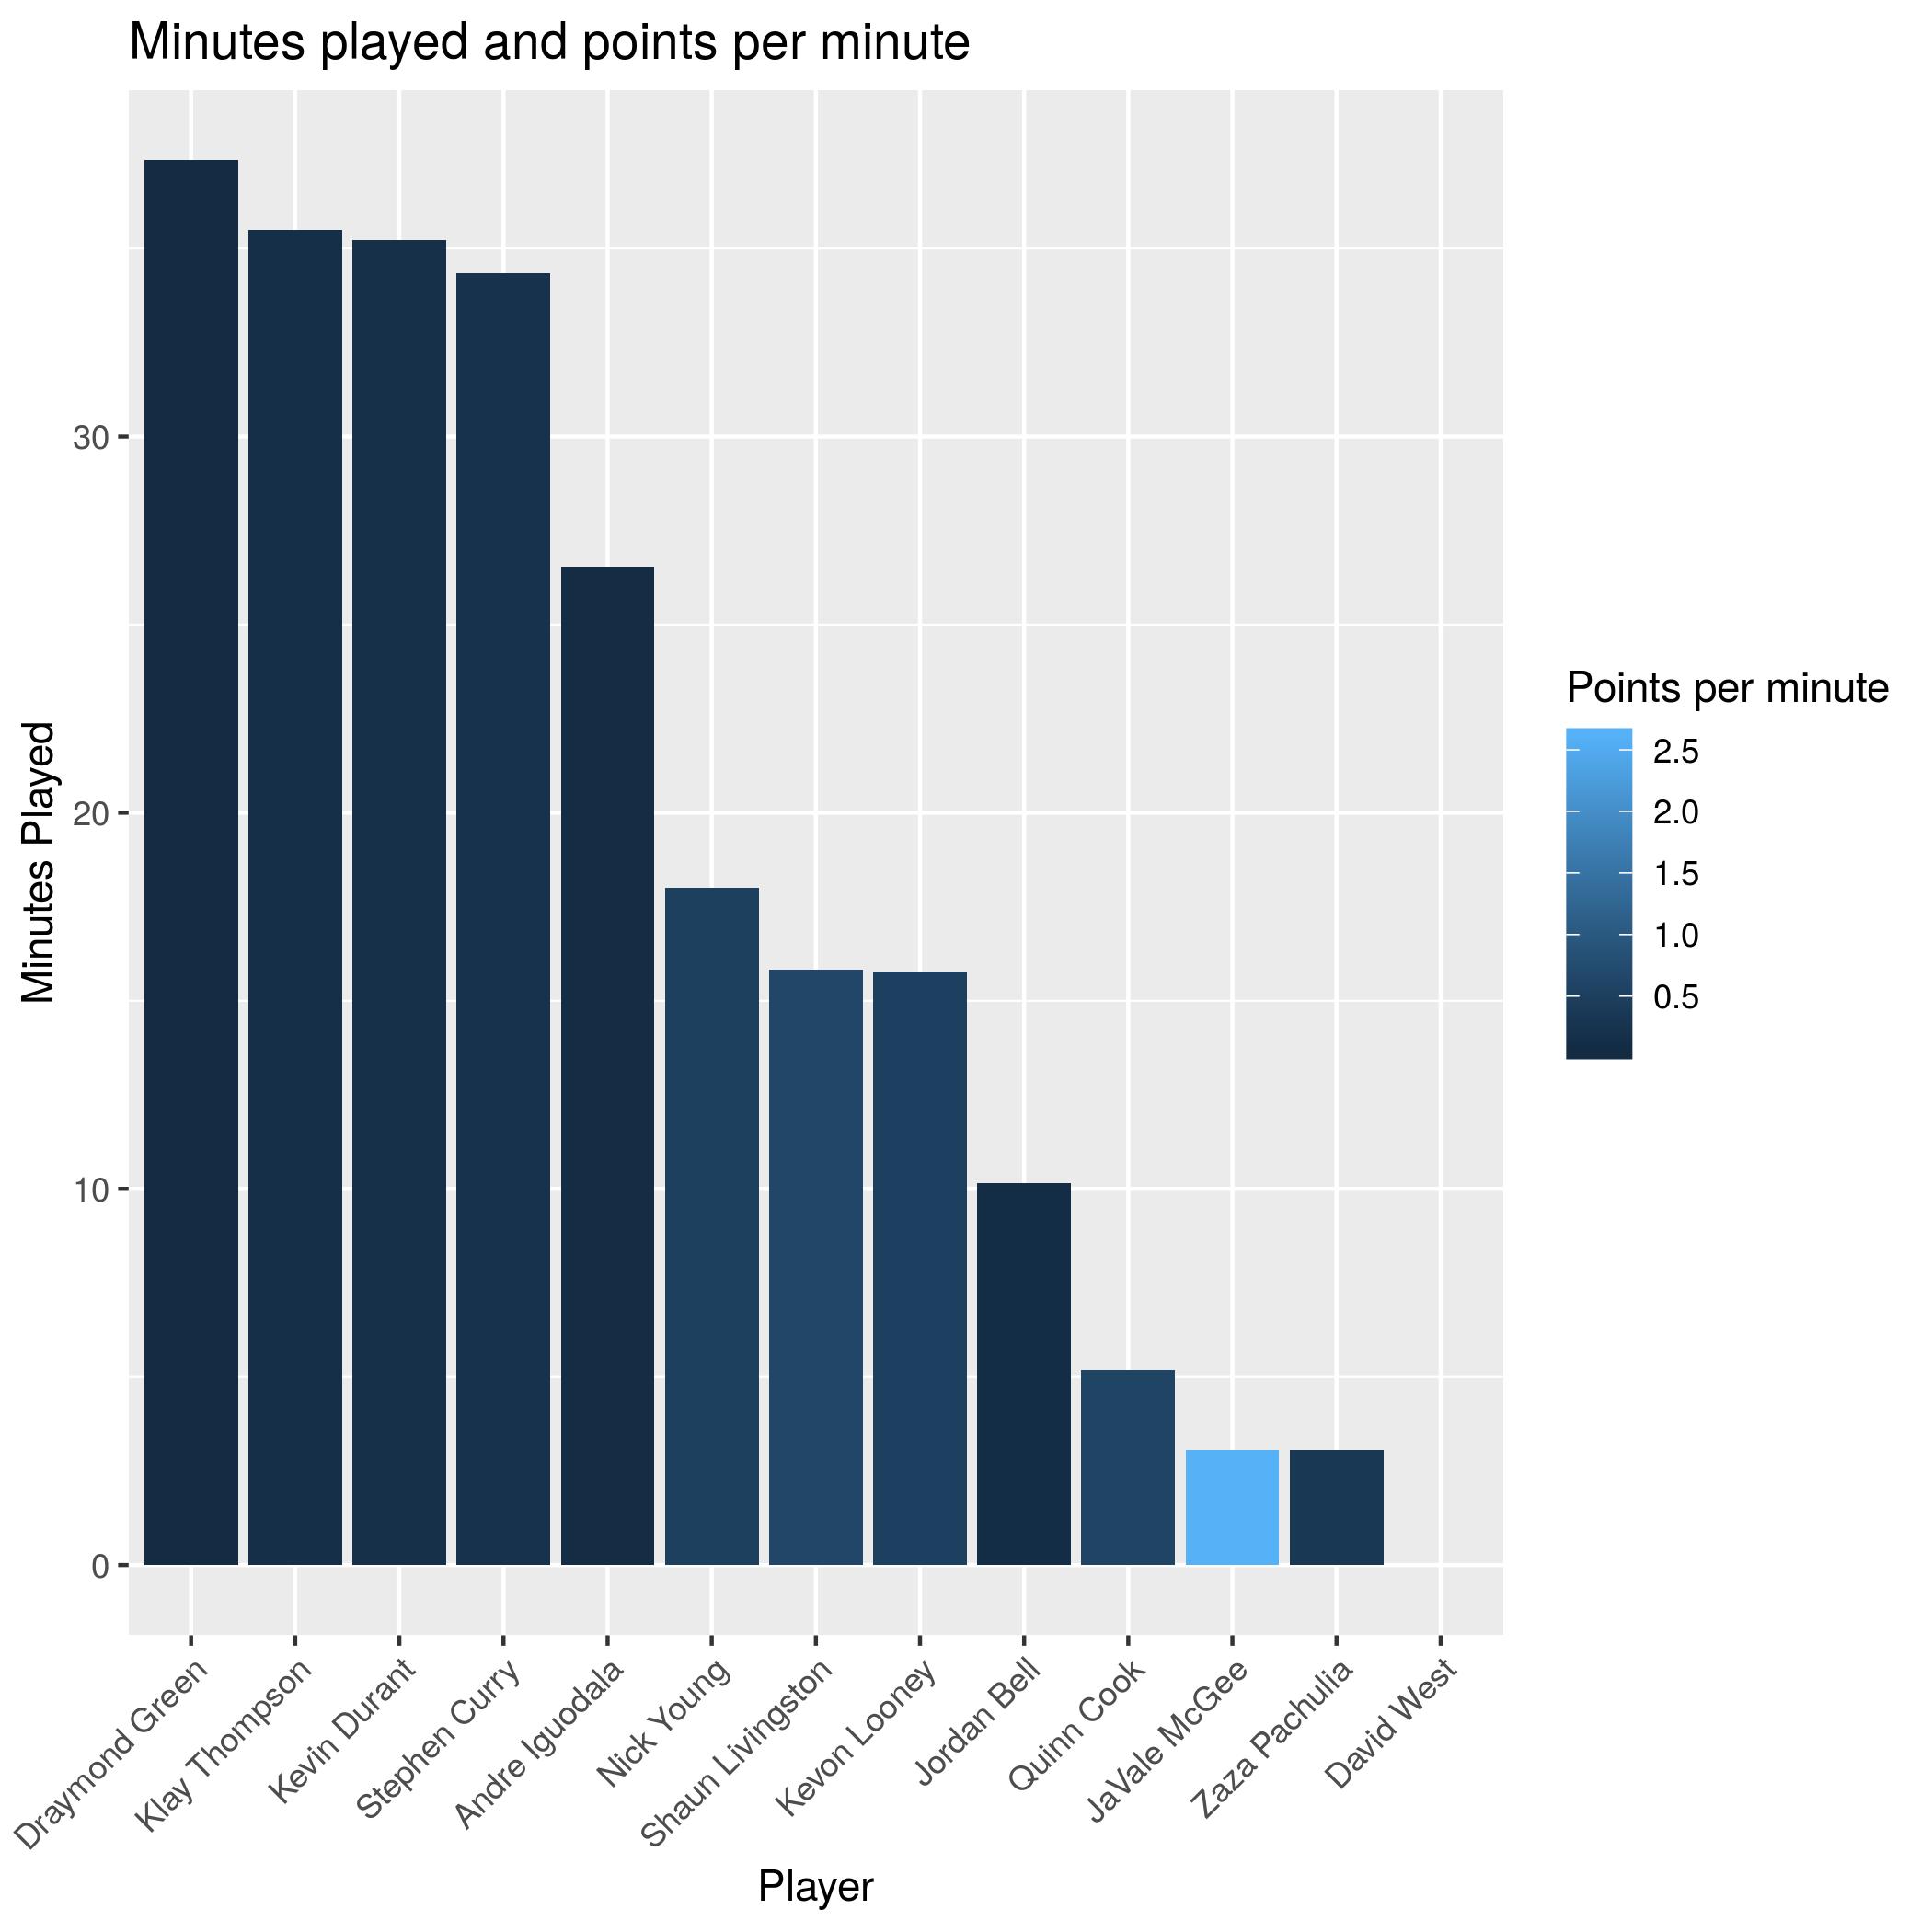 Minutes played and points per minute
Minutes Played
30
20
10
0
Draymond Green
Klay Thompson
Kevin Durant
Stephen Curry
Andre Iguodala
Nick Young
Shaun Livingston
Kevon Looney
Jordan Bell
Quinn Cook
JaVale McGee
Zaza Pachulia
David West
Player
Points per minute
2.5
2.0
1.5
1.0
0.5